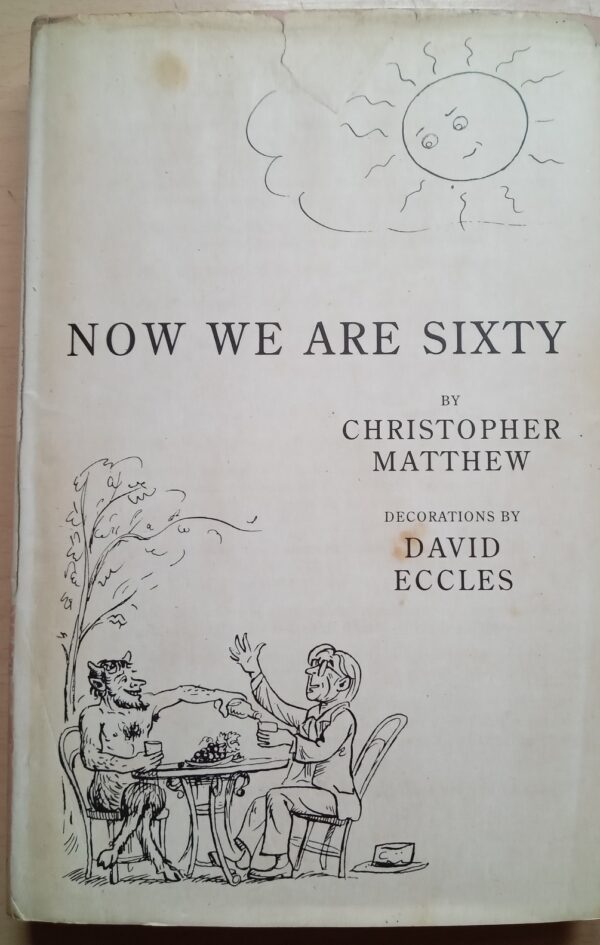 NOW WE ARE SIXTY
BY
CHRISTOPHER
MATTHEW
DECORATIONS BY
DAVID
ECCLES